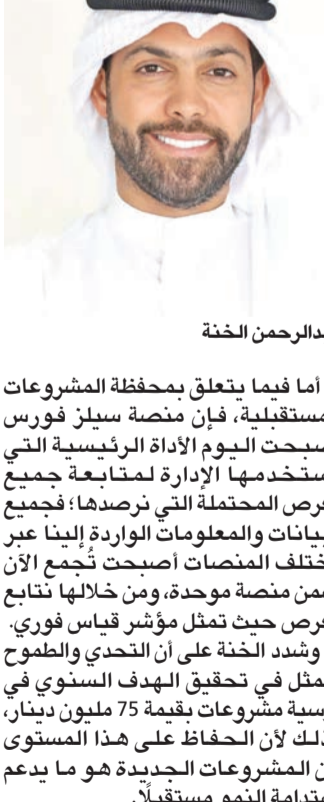 دالرحمن الخنة
أما فيما يتعلق بمحفظة المشروعات
مستقبلية، فإن منصة سيلز فورس
صبحت اليوم الأداة الرئيسية التي
ستخدمها الإدارة لمتابعة جميع
فرص المحتملة التي نرصدها؛ فجميع
بيانات والمعلومات الواردة إلينا عبر
ختلف المنصات أصبحت تُجمع الآن
من منصة موحدة، ومن خلالها نتابع
فرص حيث تمثل مؤشر قياس فوري.
وشدد الخنة على أن التحدي والطموح
مثل في تحقيق الهدف السنوي في
رسية مشروعات بقيمة 75 مليون دينار،
ذلك لأن الحفاظ على هذا المستوى
ن المشروعات الجديدة هو ما يدعم
ستدامة النمو مستقبلًا.